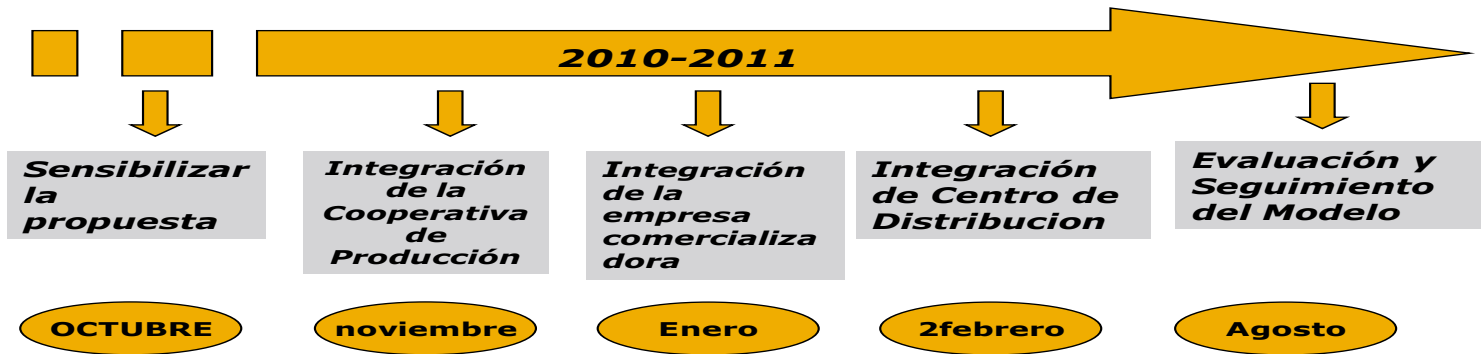 2010-2011
Sensibilizar
la
propuesta
Integración
de la
Cooperativa
de
Producción
Integración
de la
empresa
comercializa
dora
Integración
de Centro de
Distribucion
Evaluación y
Seguimiento
del Modelo
OCTUBRE
noviembre
Enero
2febrero
Agosto